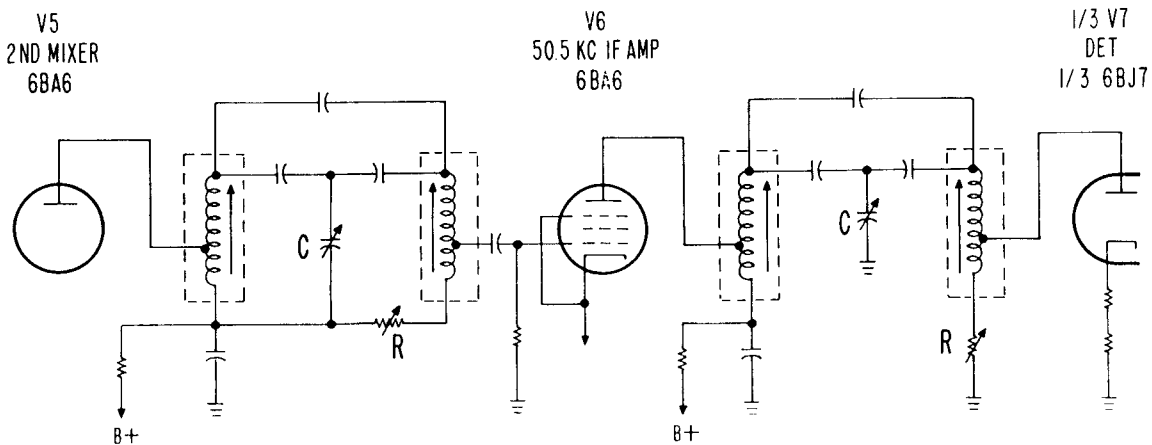 V5
2ND MIXER
6BA6
V6
50.5 KC IF AMP
6BA6
1/3 V7
DET
1/3 6BJ7
C
C
R
R
B+
B+